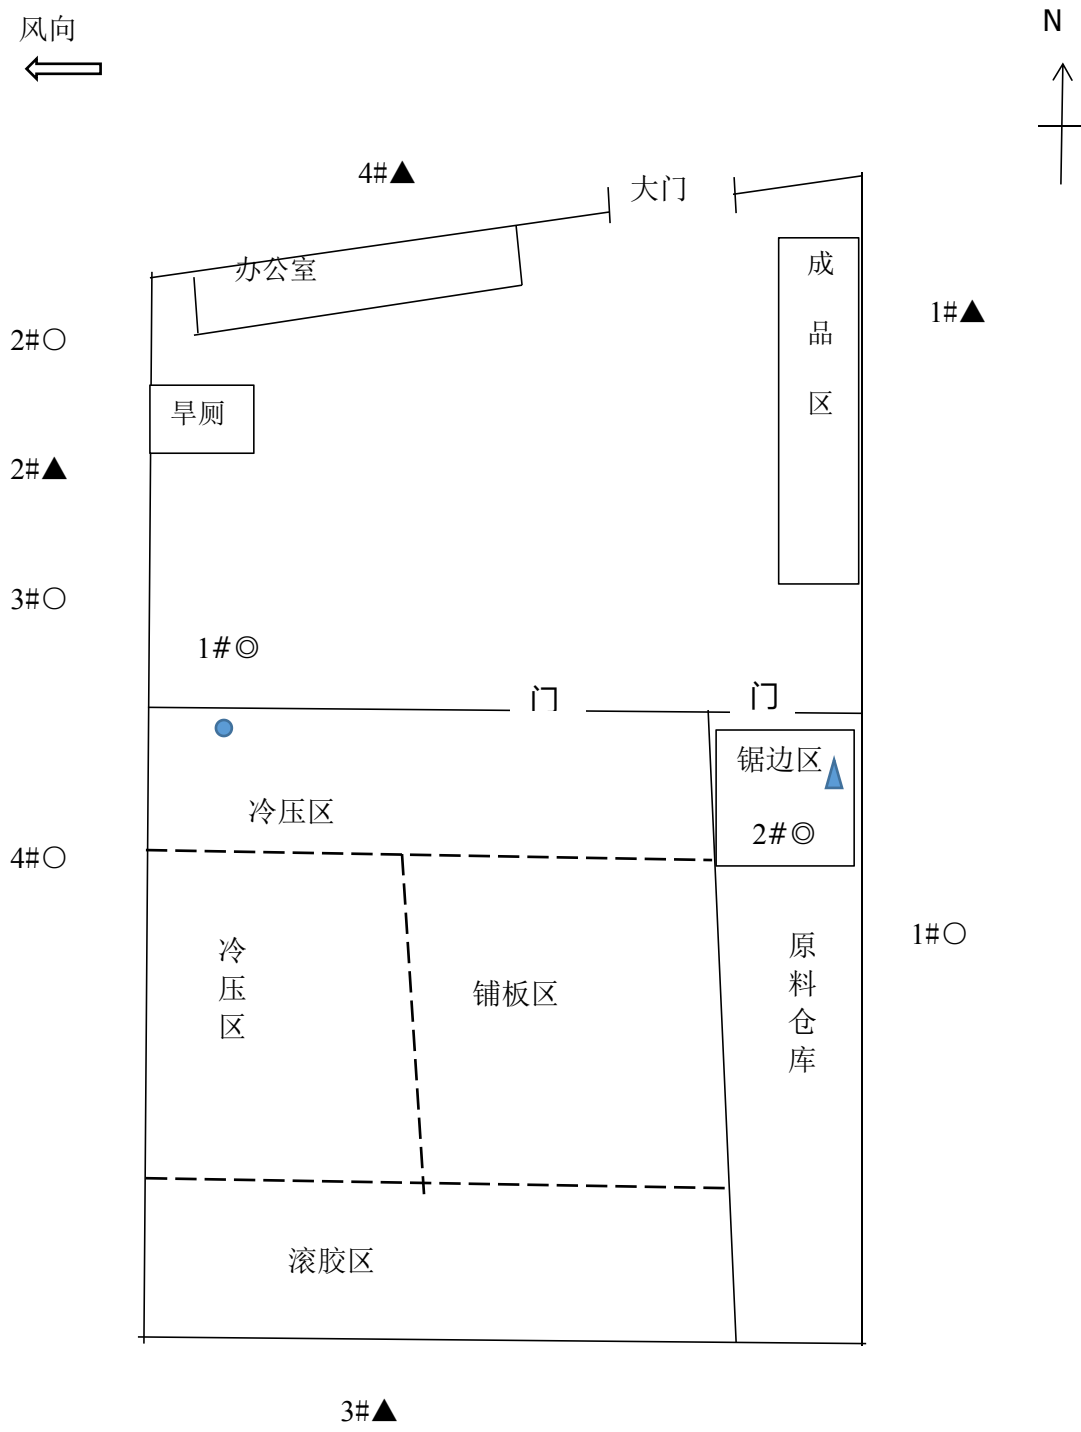 风向
N
4#▲
大门
办公室
成
品
区
1#▲
2#○
旱厕
2#▲
3#○
1#◎
门
门
锯边区
冷压区
2#◎
4#○
冷
压
区
铺板区
原
料
仓
库
1#○
滚胶区
3#▲